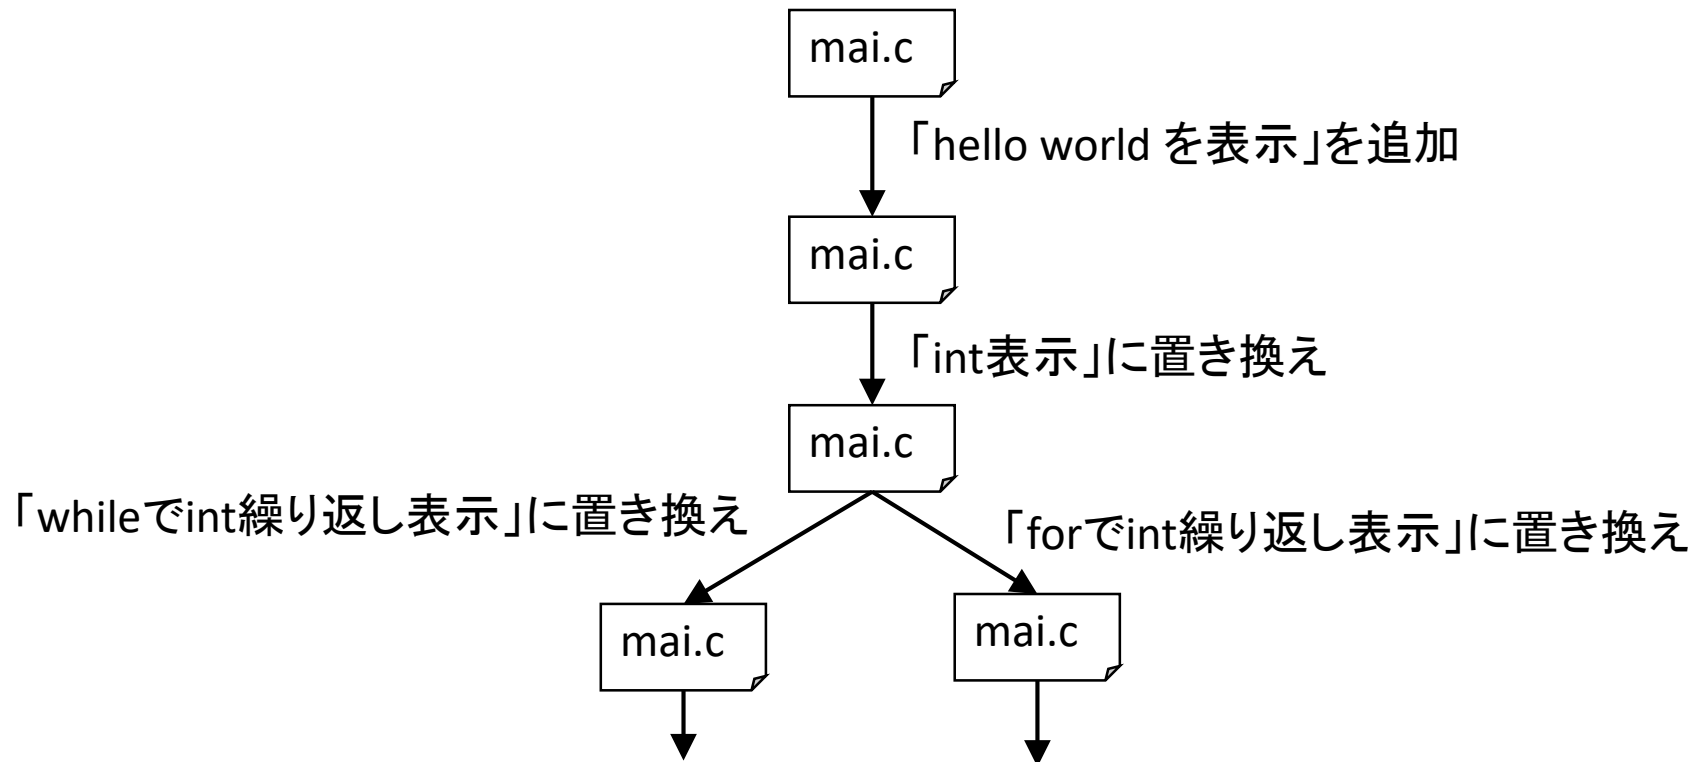 mai.c
「hello world を表示」を追加
mai.c
「int表示」に置き換え
mai.c
「whileでint繰り返し表示」に置き換え
「forでint繰り返し表示」に置き換え
mai.c
mai.c